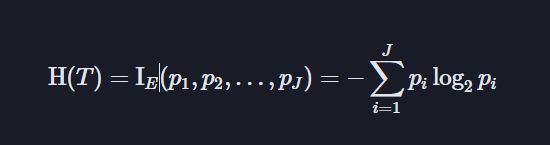 H(T) = I_E(p_1, p_2, …, p_J) = − ∑_{i=1}^{J} p_i log_2 p_i